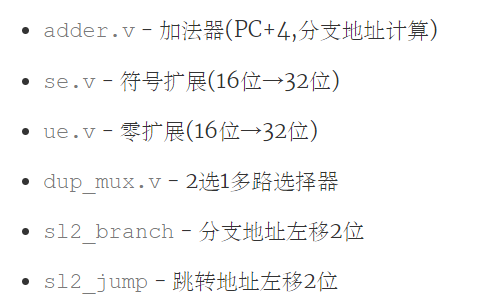 adder.v - 加法器(PC+4,分支地址计算)
se.v - 符号扩展(16位→32位)
ue.v - 零扩展(16位→32位)
dup_mux.v - 2选1多路选择器
sl2_branch - 分支地址左移2位
sl2_jump - 跳转地址左移2位